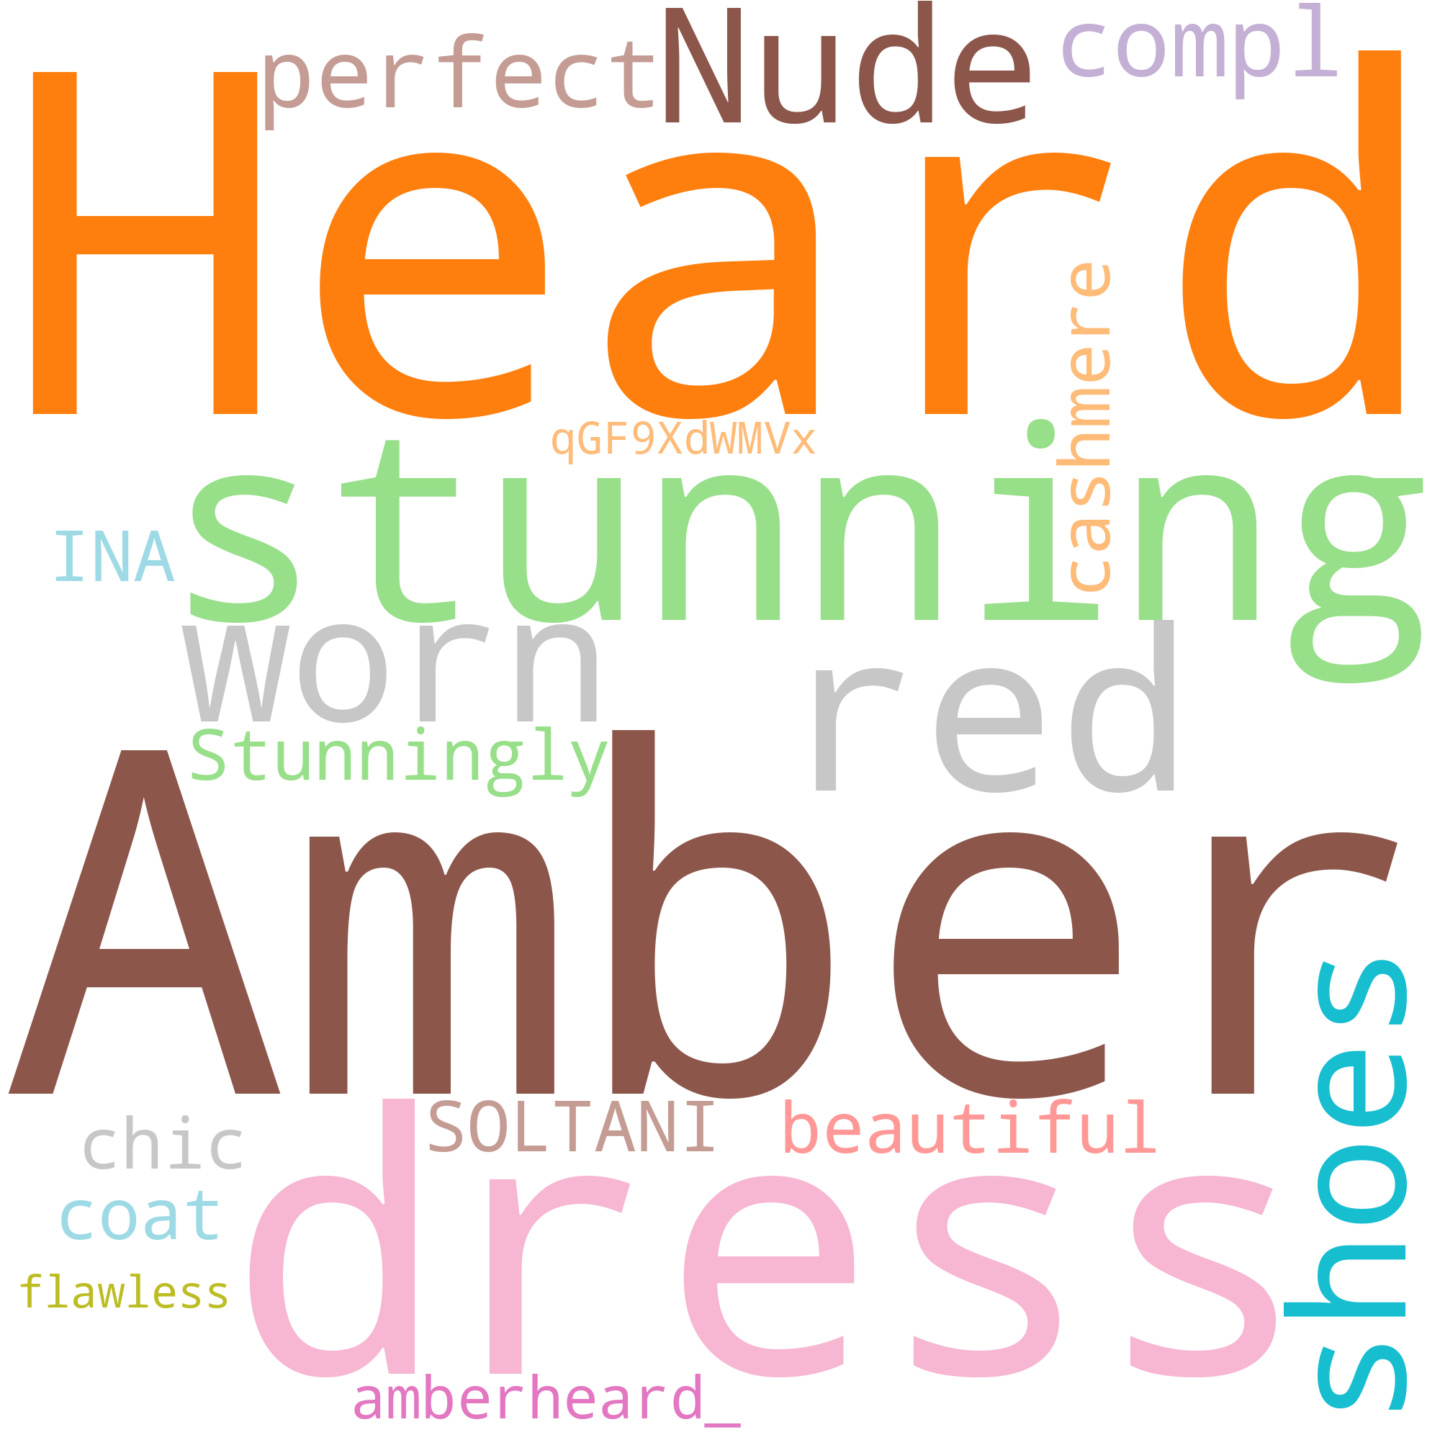 perfect Nude compl
Heard
cashmere
qGF9XdWMVx
stunning
INA
worn red
Stunningly
Amber
shoes
SOLTANI beautiful
chic
dress
coat
flawless
amberheard_